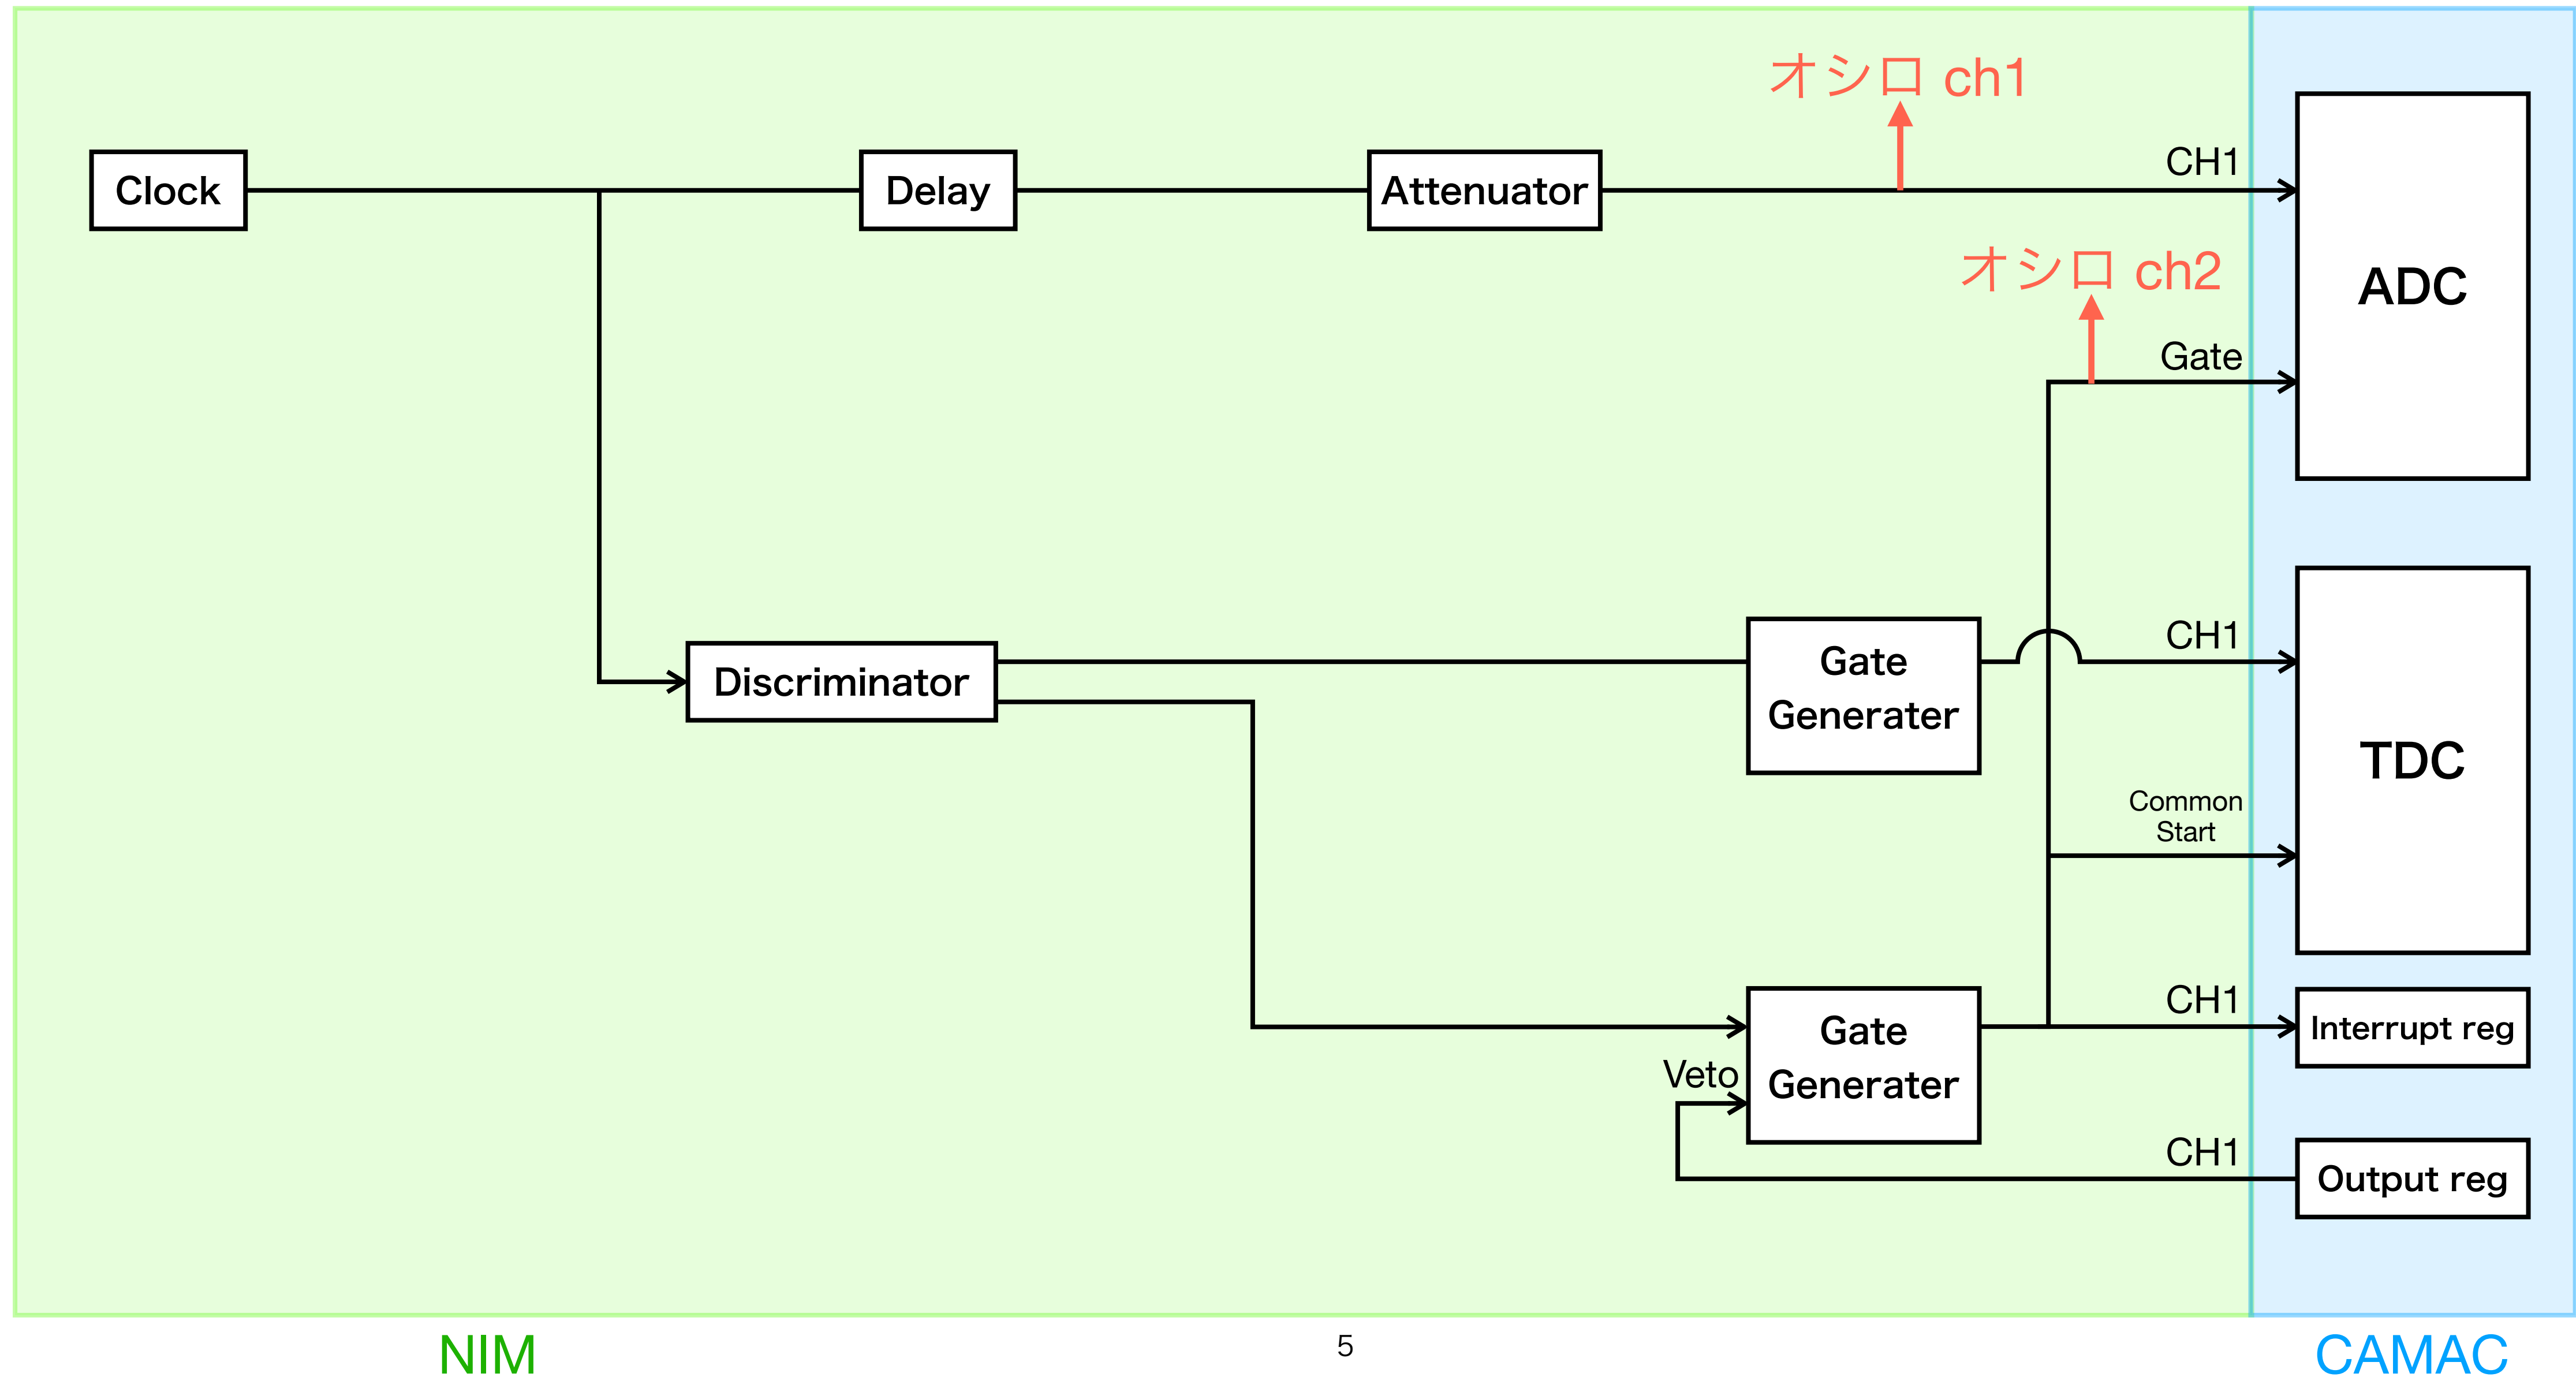 オシロ ch1
Clock
Delay
Attenuator
CH1
オシロ ch2
ADC
Gate
Discriminator
Gate
Generater
CH1
TDC
Common
Start
Gate
Generater
CH1
Interrupt reg
Veto
CH1
Output reg
NIM
5
CAMAC